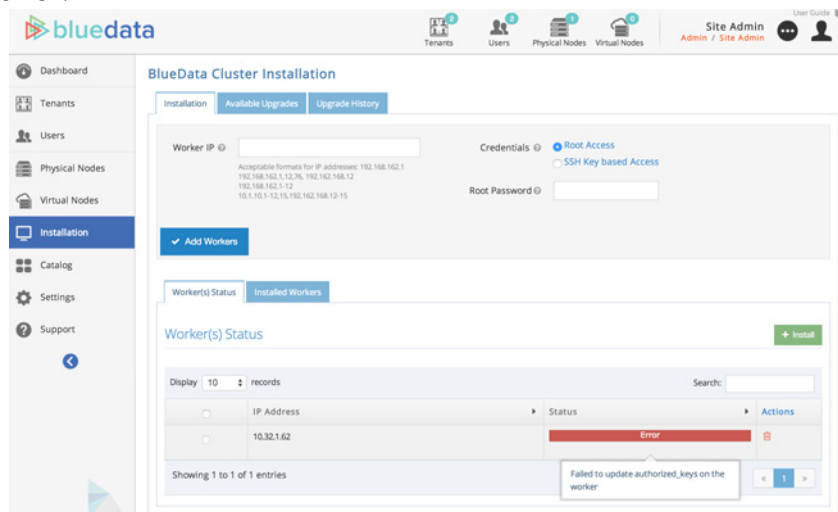 User Guide
bluedata
2
2
1
0
Tenants
Users
Physical Nodes
Virtual Nodes
Site Admin
Admin / Site Admin
Dashboard
Tenants
Users
Physical Nodes
Virtual Nodes
Installation
Catalog
Settings
Support
BlueData Cluster Installation
Installation
Available Upgrades
Upgrade History
Worker IP
Acceptable formats for IP addresses: 192.168.162.1
192.168.162.1,12,76, 192.162.168.12
192.168.162.1-12
10.1.10.1-12,15,192.162.168.12-15
Credentials
Root Access
SSH Key based Access
Root Password
Add Workers
Worker(s) Status
Installed Workers
Worker(s) Status
+ Install
Display 10 records
Search:
IP Address
Status
Actions
10.32.1.62
Error
Showing 1 to 1 of 1 entries
Failed to update authorized_keys on the
worker
« 1 »